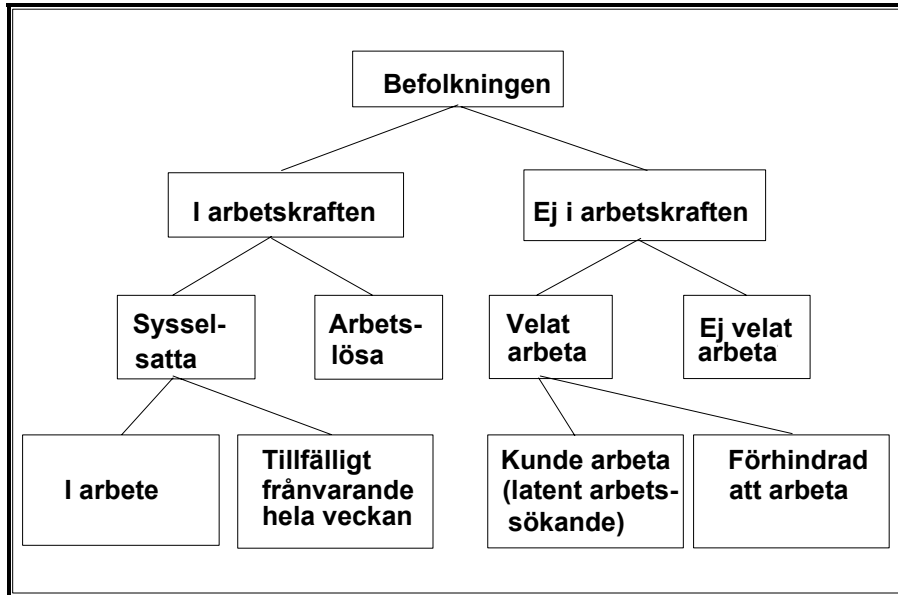 Befolkningen
I arbetskraften
Ej i arbetskraften
Syssel-
satta
Arbets-
lösa
Velat
arbeta
Ej velat
arbeta
I arbete
Tillfälligt
frånvarande
hela veckan
Kunde arbeta
(latent arbets-
sökande)
Förhindrad
att arbeta